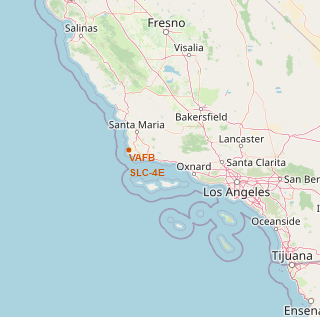 Fresno
Salinas
Visalia
Bakersfield
Santa Maria
Lancaster
VAFB
SLC-4E
Oxnard
Santa Clarita
San Ber
Los Angeles
Oceanside
Tijuana
Ensena